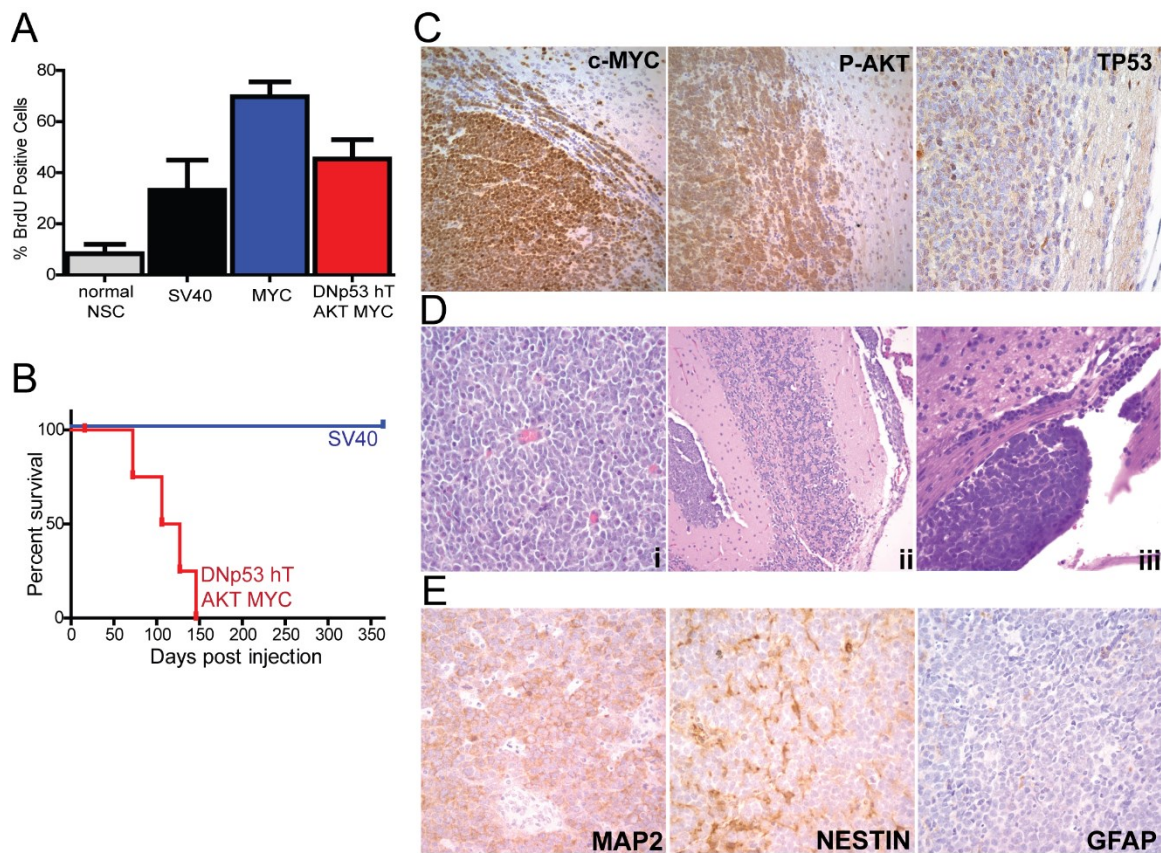 A
80
60
40
20
0
% BrdU Positive Cells
normal
NSC
SV40
MYC
DNp53 hT
AKT MYC
B
100
50
0
Percent survival
SV40
DNp53 hT
AKT MYC
0 50 100 150 200 250 300 350
Days post injection
C
c-MYC
P-AKT
TP53
D
i
ii
iii
E
MAP2
NESTIN
GFAP